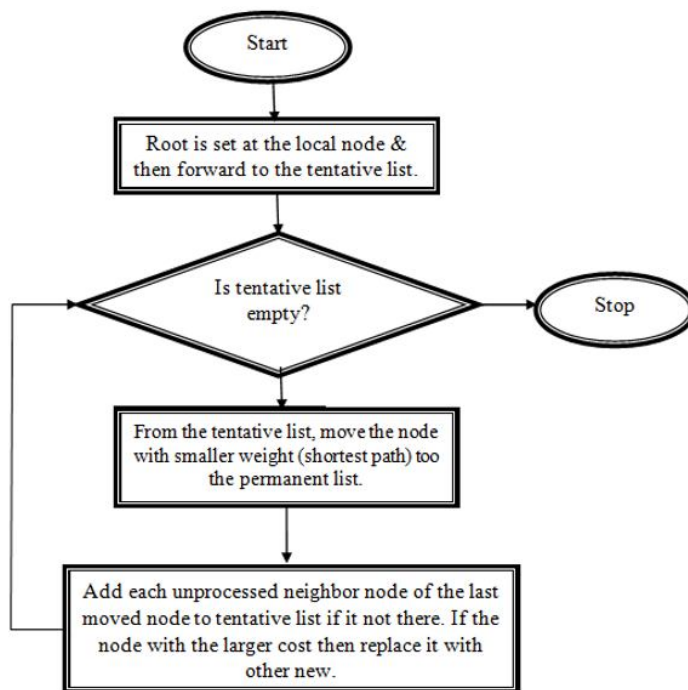 Start
Root is set at the local node &
then forward to the tentative list.
Is tentative list
empty?
Stop
From the tentative list, move the node
with smaller weight (shortest path) too
the permanent list.
Add each unprocessed neighbor node of the last
moved node to tentative list if it not there. If the
node with the larger cost then replace it with
other new.